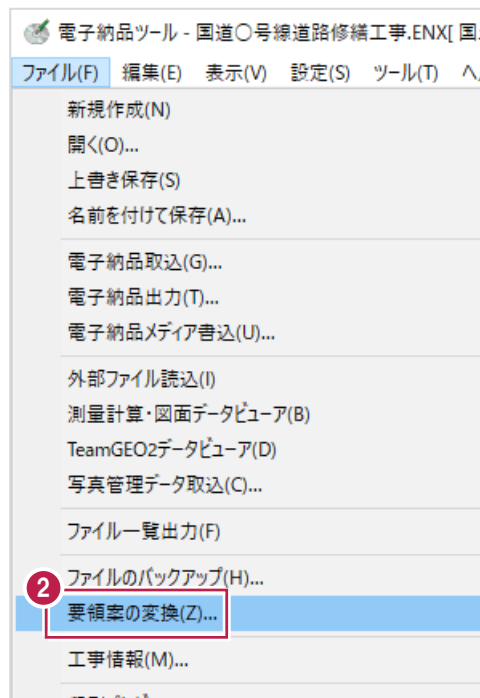 電子納品ツール - 国道〇号線道路修繕工事.ENX[ 国
ファイル(F) 編集(E) 表示(V) 設定(S) ツール(T) ヘ
新規作成(N)
開く(O)...
上書き保存(S)
名前を付けて保存(A)...
電子納品取込(G)...
電子納品出力(T)...
電子納品メディア書込(U)...
外部ファイル読込(I)
測量計算・図面データビューア(B)
TeamGEO2データビューア(D)
写真管理データ取込(C)...
ファイル一覧出力(F)
ファイルのバックアップ(H)...
2
要領案の変換(Z)...
工事情報(M)...